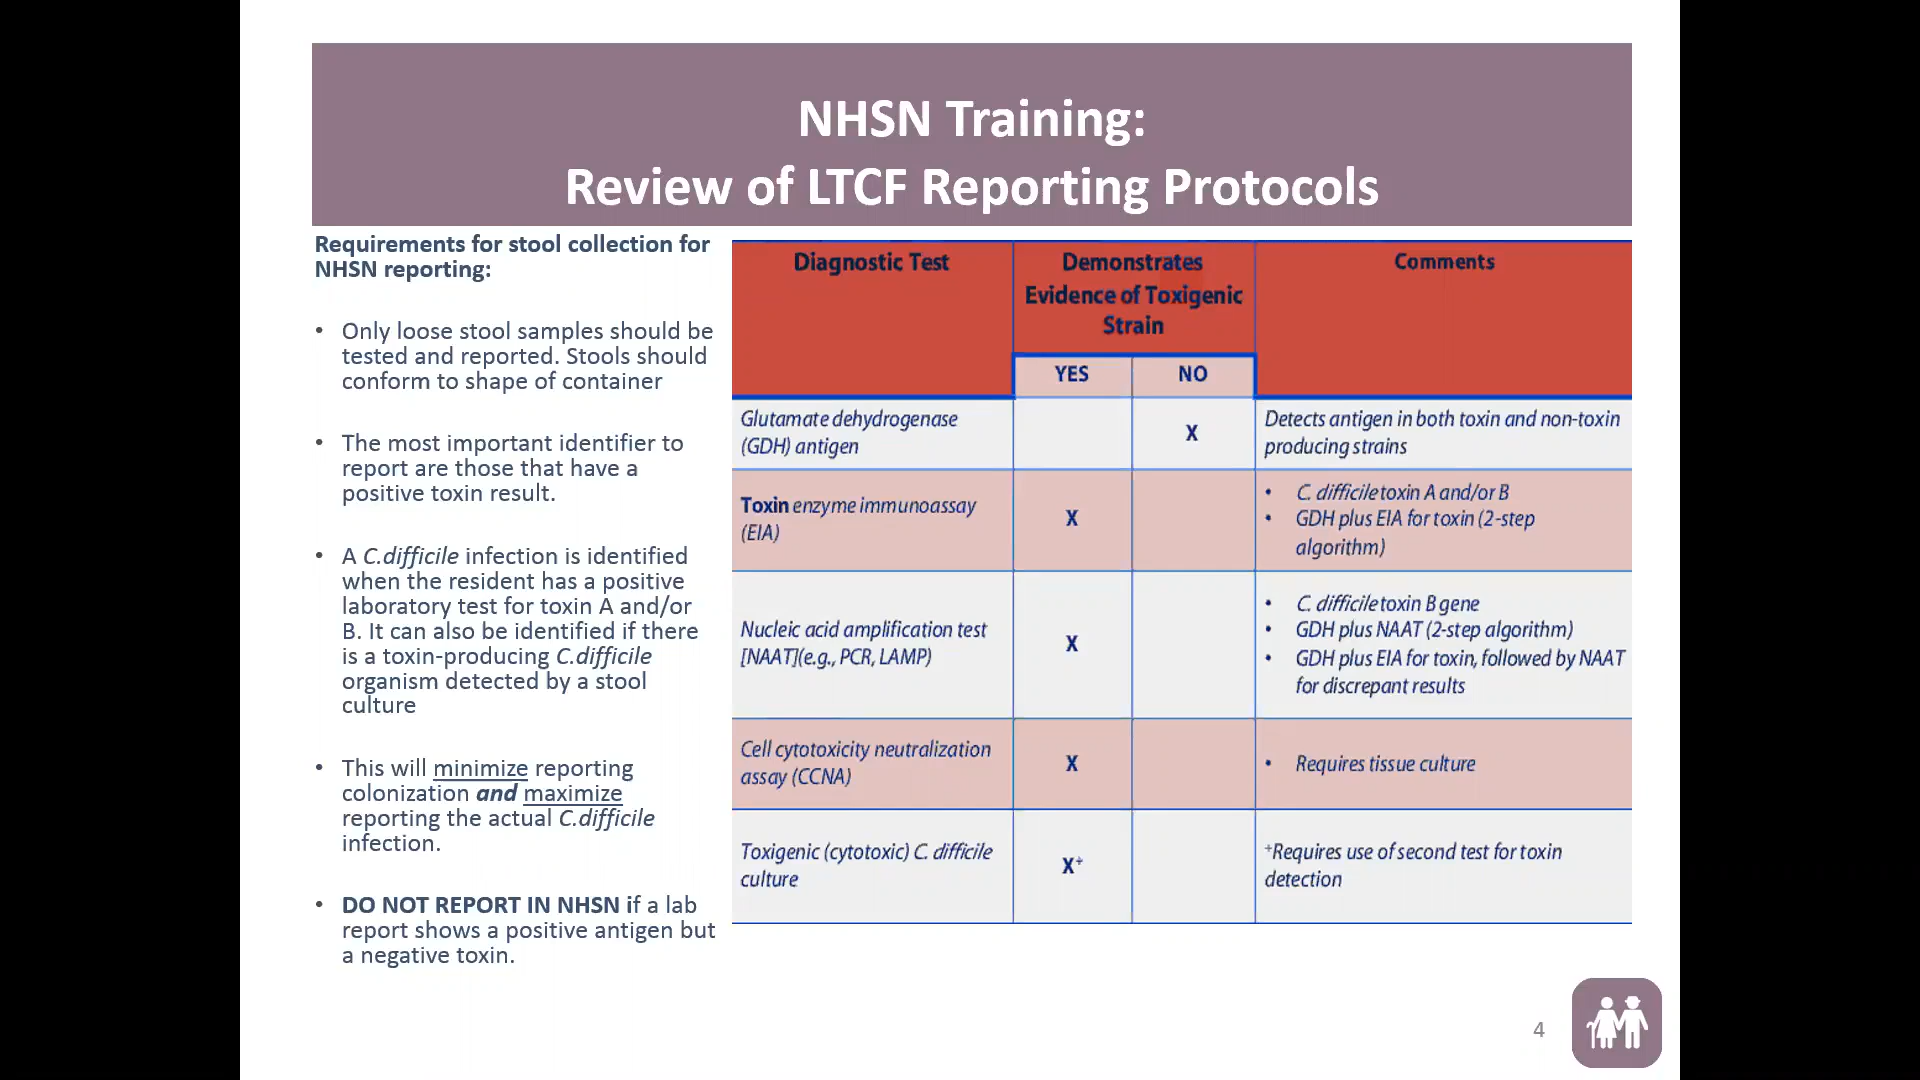 NHSN Training:
Review of LTCF Reporting Protocols
Requirements for stool collection for
NHSN reporting:
• Only loose stool samples should be
tested and reported. Stools should
conform to shape of container
• The most important identifier to
report are those that have a
positive toxin result.
• A C.difficile infection is identified
when the resident has a positive
laboratory test for toxin A and/or
B. It can also be identified if there
is a toxin-producing C.difficile
organism detected by a stool
culture
• This will minimize reporting
colonization and maximize
reporting the actual C.difficile
infection.
• DO NOT REPORT IN NHSN if a lab
report shows a positive antigen but
a negative toxin.
Diagnostic Test
Demonstrates
Evidence of Toxigenic
Strain
Comments
YES
NO
Glutamate dehydrogenase
(GDH) antigen
X
Detects antigen in both toxin and non-toxin
producing strains
Toxin enzyme immunoassay
(EIA)
X
• C. difficile toxin A and/or B
• GDH plus EIA for toxin (2-step
algorithm)
Nucleic acid amplification test
[NAAT](e.g., PCR, LAMP)
X
• C. difficile toxin B gene
• GDH plus NAAT (2-step algorithm)
• GDH plus EIA for toxin, followed by NAAT
for discrepant results
Cell cytotoxicity neutralization
assay (CCNA)
X
• Requires tissue culture
Toxigenic (cytotoxic) C. difficile
culture
X+
+Requires use of second test for toxin
detection
4